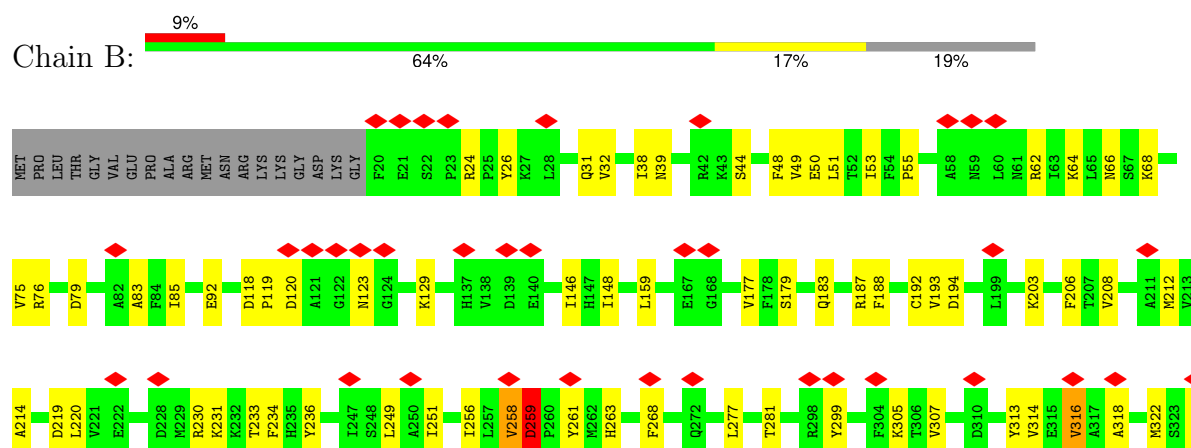 9%
Chain B:
64% 17% 19%
MET PRO LEU THR GLY VAL GLU PRO ALA ARG MET ASN ARG LYS LYS GLY ASP LYS GLY F20 E21 S22 P23 R24 P25 Y26 K27 L28 Q31 V32 I38 N39 R42 K43 S44 F48 V49 E50 L51 T52 I53 F54 P55 A58 N59 L60 N61 R62 I63 K64 L65 N66 S67 K68
V75 R76 D79 A82 A83 F84 I85 E92 D118 P119 D120 A121 G122 N123 G124 K129 H137 V138 D139 E140 I146 H147 I148 L159 E167 G168 V177 F178 S179 Q183 R187 F188 C192 V193 D194 L199 K203 F206 T207 V208 A211 M212 V213
A214 D219 L220 V221 E222 D228 M229 R230 K231 K232 T233 F234 H235 Y236 I247 S248 L249 A250 I251 I256 L257 V258 D259 P260 Y261 M262 H263 F268 Q272 L277 T281 R298 Y299 F304 K305 T306 V307 D310 Y313 V314 E315 V316 A317 A318 M322 S323